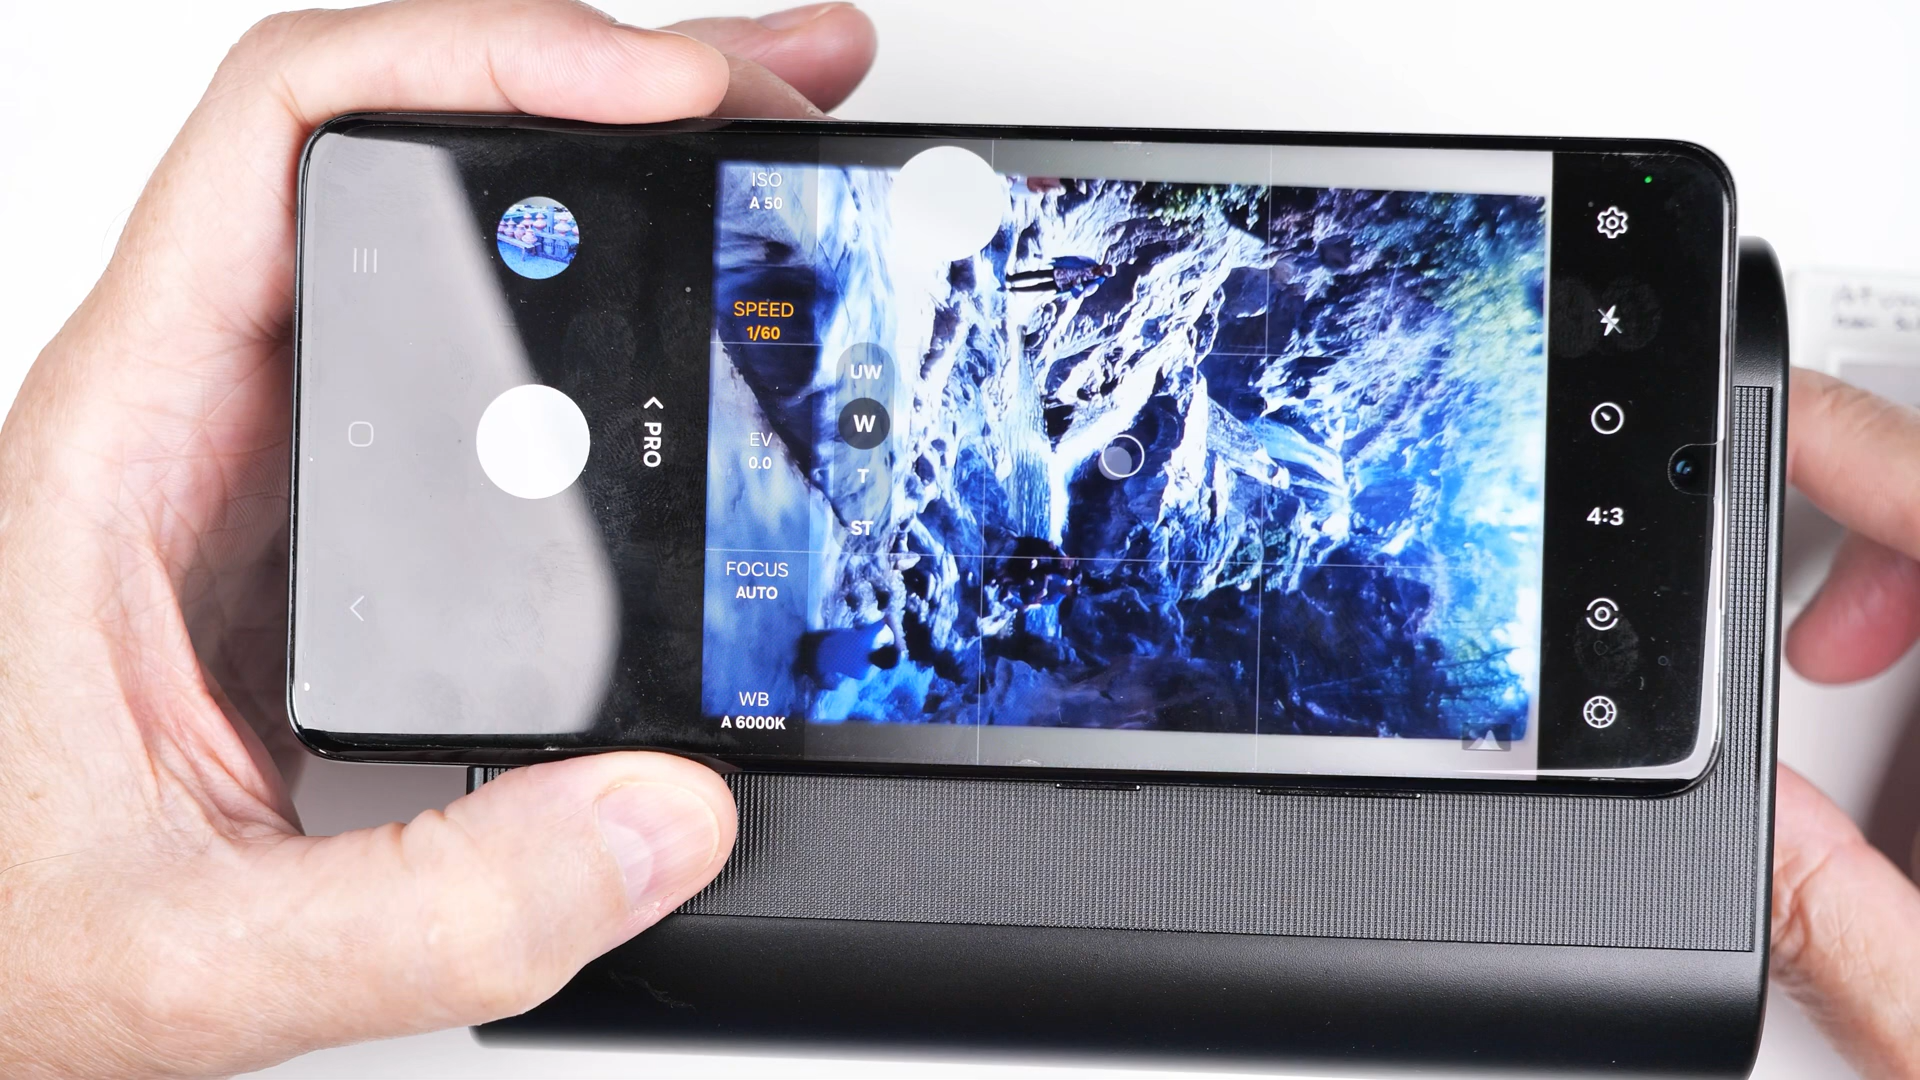 ISO
A 50
SPEED
1/60
EV
0.0
FOCUS
AUTO
WB
A 6000K
UW
W
T
ST
PRO
4:3